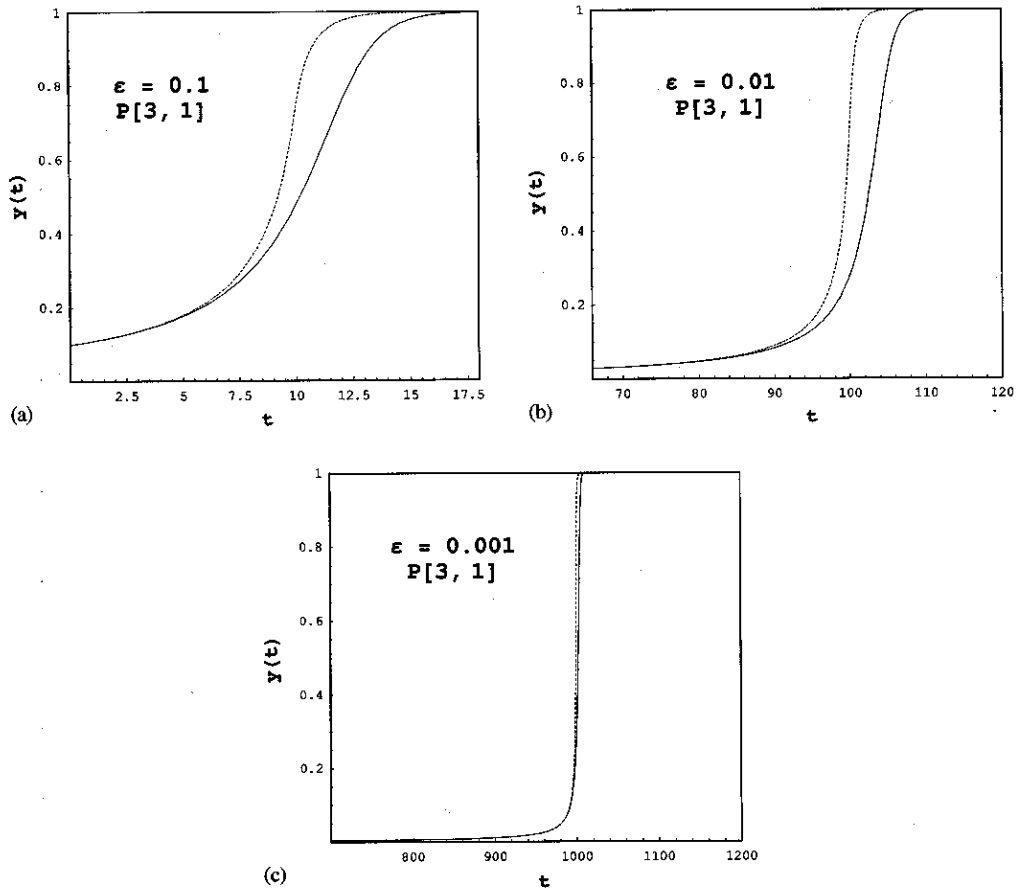 1
0.8
0.6
0.4
0.2
y(t)
ε = 0.1
P[3, 1]
2.5 5 7.5 10 12.5 15 17.5
t
(a)
1
0.8
0.6
0.4
0.2
y(t)
ε = 0.01
P[3, 1]
70 80 90 100 110 120
t
(b)
1
0.8
0.6
0.4
0.2
y(t)
ε = 0.001
P[3, 1]
800 900 1000 1100 1200
t
(c)